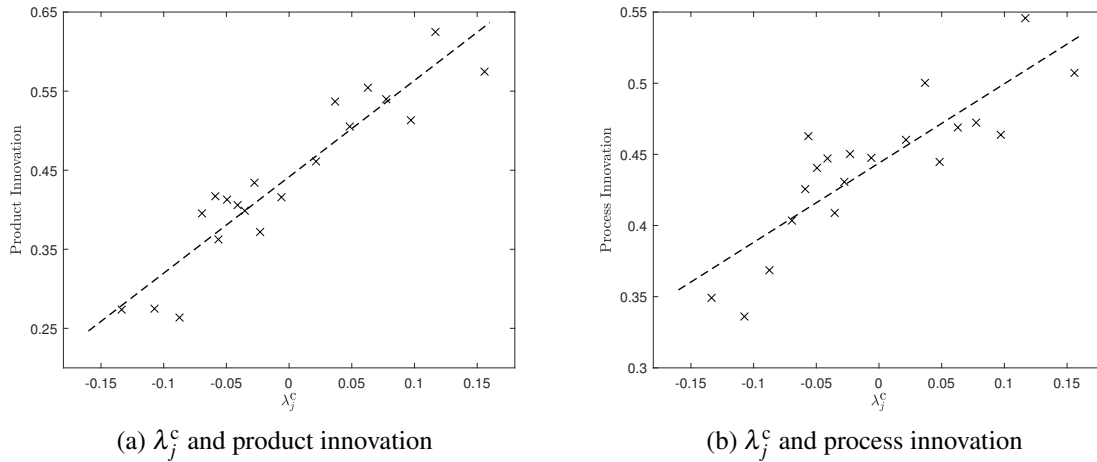 0.65
0.55
0.45
0.35
0.25
Product Innovation
-0.15 -0.1 -0.05 0 0.05 0.1 0.15
λ_j^c
(a) λ_j^c and product innovation
0.55
0.5
0.45
0.4
0.35
0.3
Process Innovation
-0.15 -0.1 -0.05 0 0.05 0.1 0.15
λ_j^c
(b) λ_j^c and process innovation